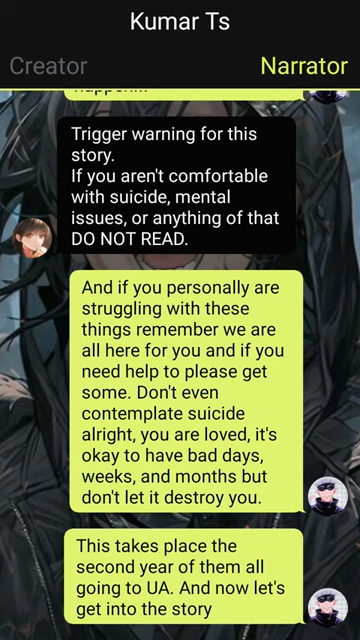 Kumar Ts
Creator
Narrator
Trigger warning for this
story.
If you aren't comfortable
with suicide, mental
issues, or anything of that
DO NOT READ.
And if you personally are
struggling with these
things remember we are
all here for you and if you
need help to please get
some. Don't even
contemplate suicide
alright, you are loved, it's
okay to have bad days,
weeks, and months but
don't let it destroy you.
This takes place the
second year of them all
going to UA. And now let's
get into the story